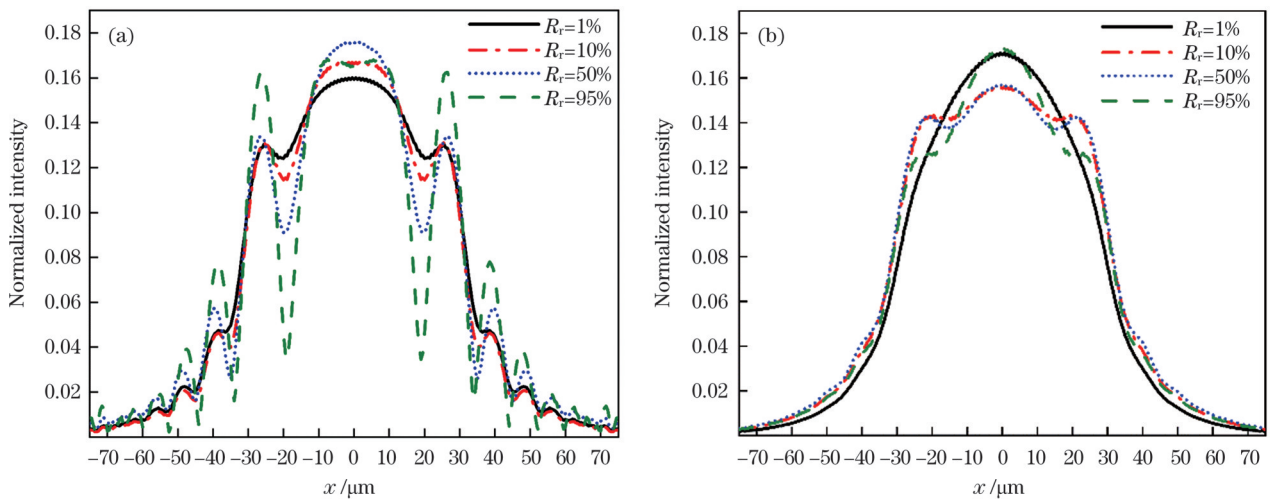 (a)
R_r=1%
R_r=10%
R_r=50%
R_r=95%
Normalized intensity
0.18
0.16
0.14
0.12
0.10
0.08
0.06
0.04
0.02
−70 −60 −50 −40 −30 −20 −10 0 10 20 30 40 50 60 70
x /μm
(b)
R_r=1%
R_r=10%
R_r=50%
R_r=95%
Normalized intensity
0.18
0.16
0.14
0.12
0.10
0.08
0.06
0.04
0.02
−70 −60 −50 −40 −30 −20 −10 0 10 20 30 40 50 60 70
x /μm